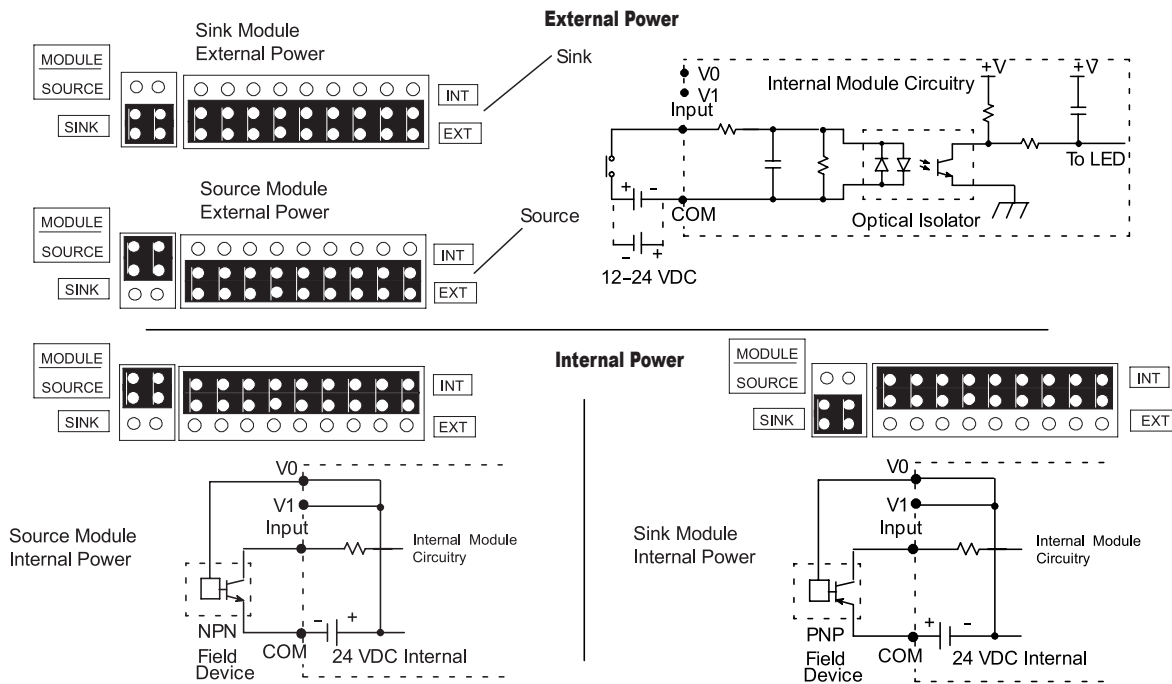 External Power
Sink Module
External Power
Sink
MODULE
SOURCE
SINK
INT
EXT
Source Module
External Power
Source
MODULE
SOURCE
SINK
INT
EXT
V0
V1
Input
Internal Module Circuitry
+V
+V
To LED
+ -
COM
Optical Isolator
- +
12–24 VDC
Internal Power
MODULE
SOURCE
SINK
INT
EXT
V0
V1
Input
Source Module
Internal Power
Internal Module
Circuitry
NPN
Field
Device
COM
- +
24 VDC Internal
MODULE
SOURCE
SINK
INT
EXT
V0
V1
Input
Sink Module
Internal Power
Internal Module
Circuitry
PNP
Field
Device
COM
+ -
24 VDC Internal